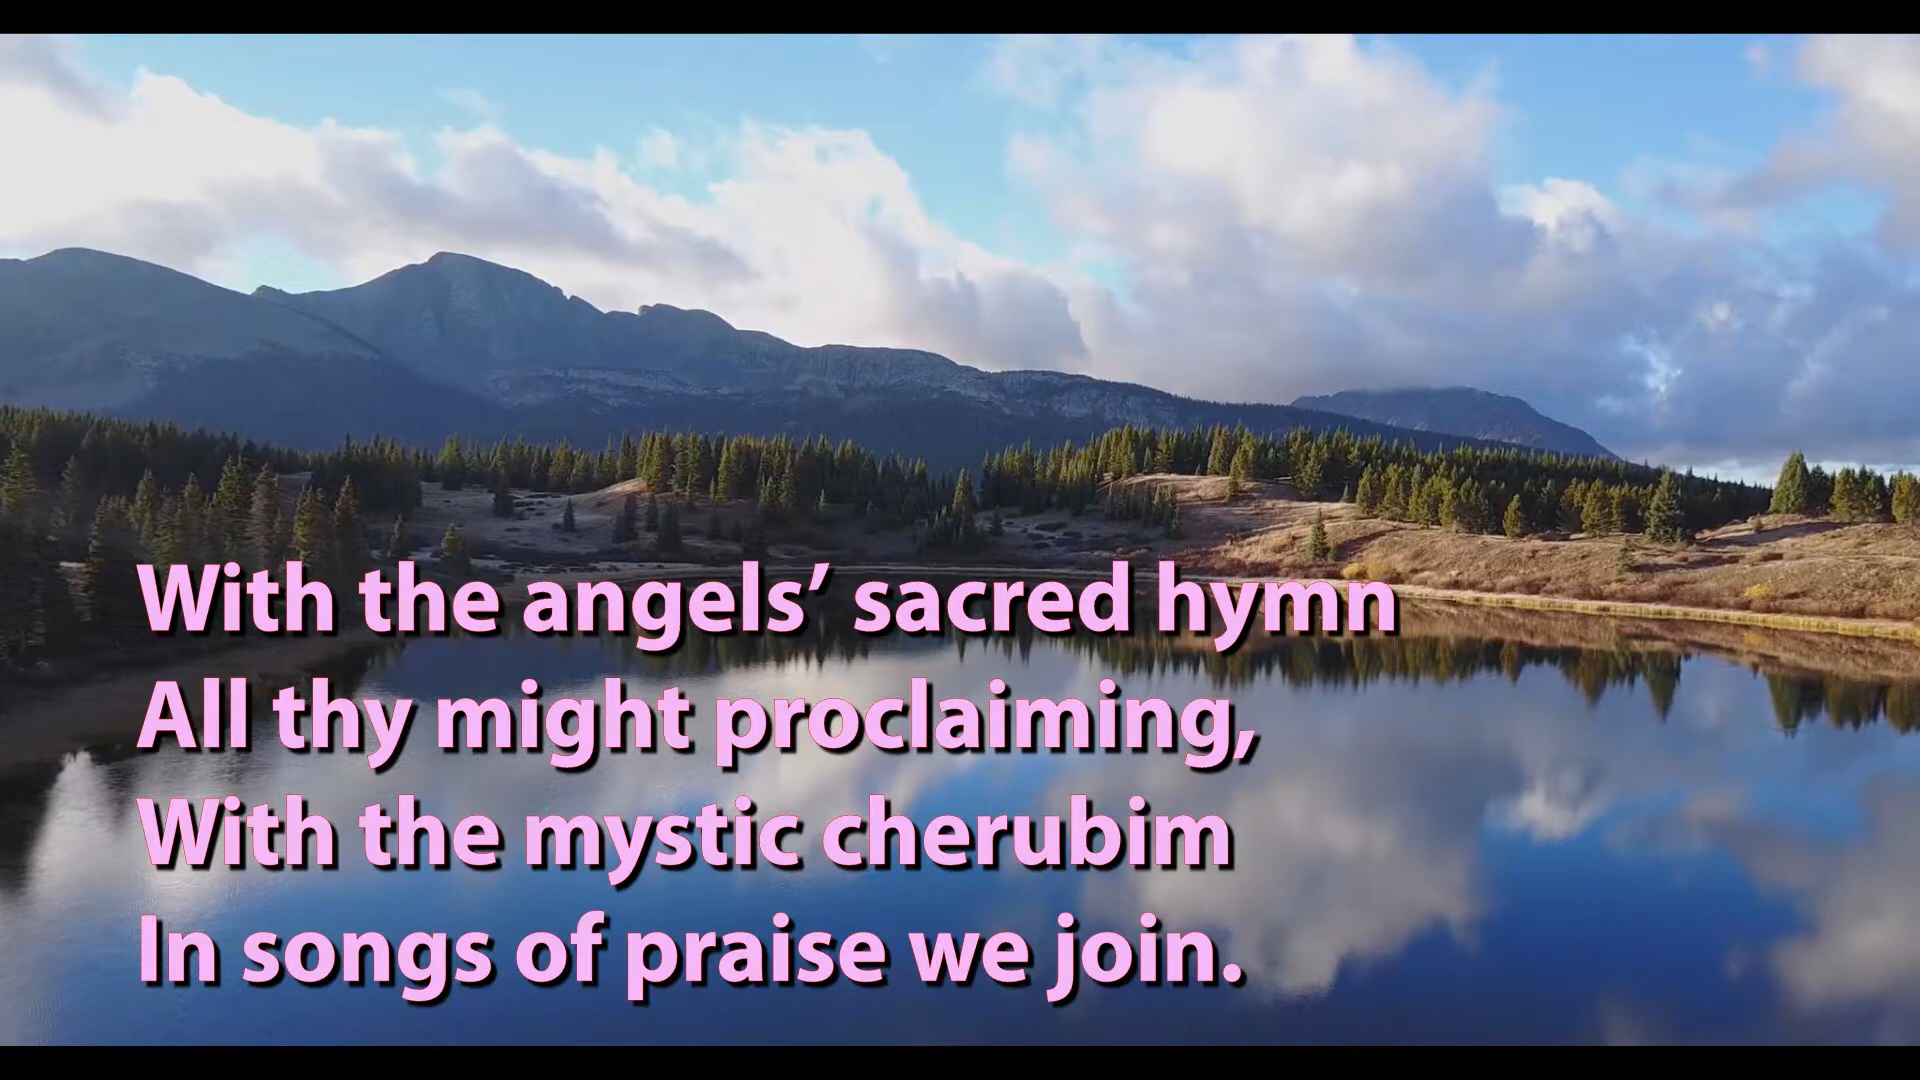 With the angels’ sacred hymn
All thy might proclaiming,
With the mystic cherubim
In songs of praise we join.